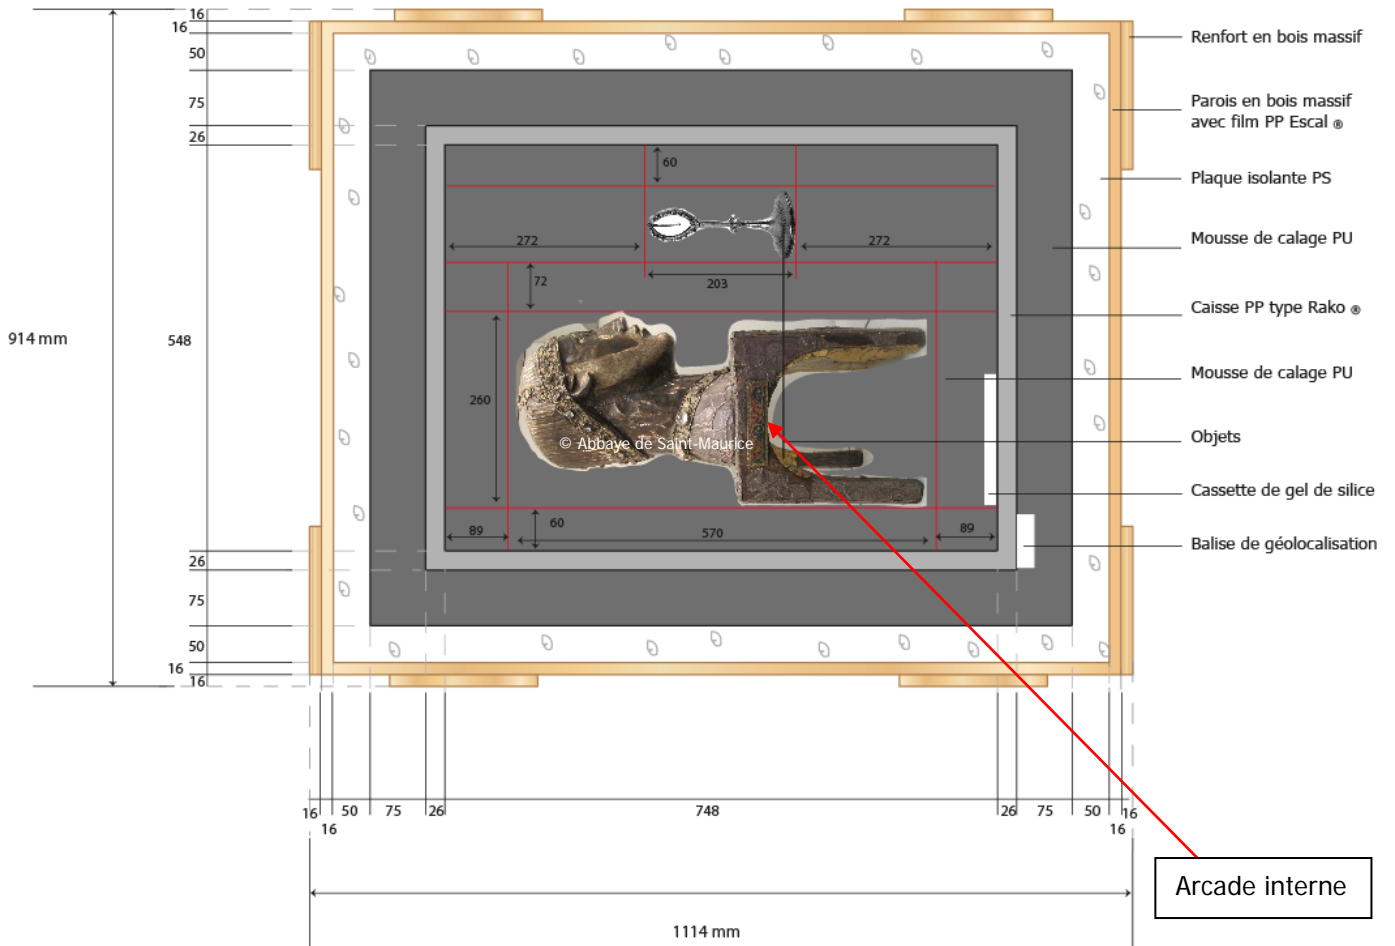 16
16
50
75
26
548
26
75
50
16
16
914 mm
60
272
272
203
72
260
© Abbaye de Saint-Maurice
89
60
570
89
Renfort en bois massif
Parois en bois massif
avec film PP Escal ®
Plaque isolante PS
Mousse de calage PU
Caisse PP type Rako ®
Mousse de calage PU
Objets
Cassette de gel de silice
Balise de géolocalisation
16
16
50
75
26
748
26
75
50
16
16
1114 mm
Arcade interne